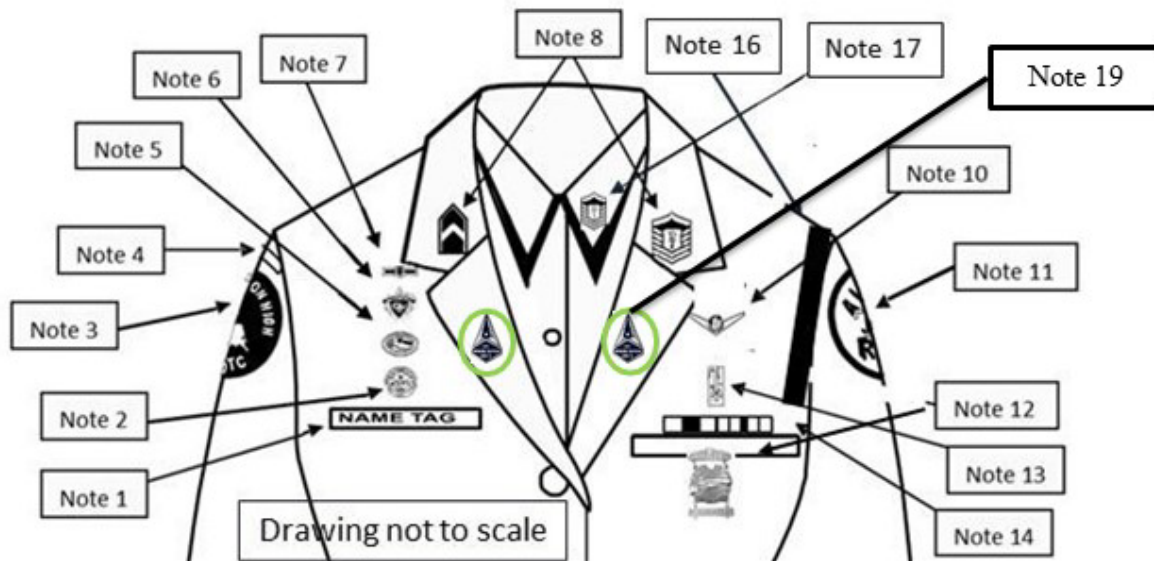 Note 8
Note 16
Note 17
Note 19
Note 7
Note 6
Note 5
Note 10
Note 4
Note 11
Note 3
Note 2
NAME TAG
Note 12
Note 1
Note 13
Drawing not to scale
Note 14